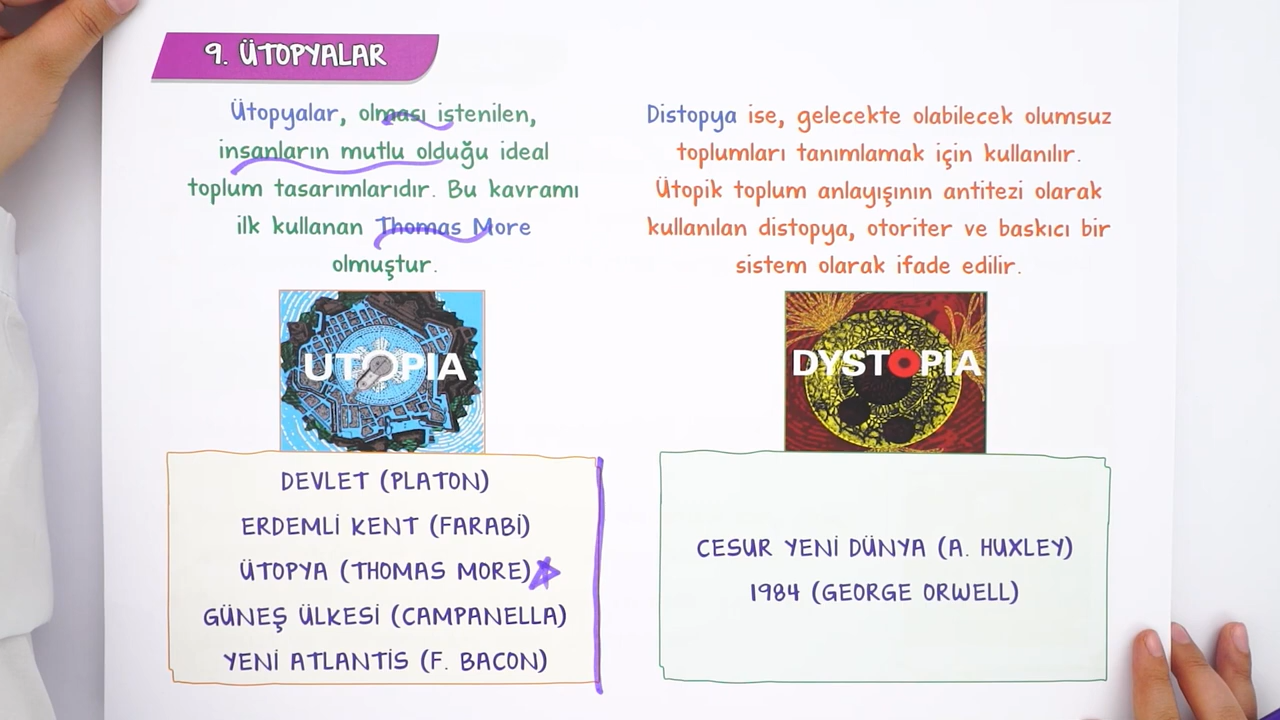 9. ÜTOPYALAR
Ütopyalar, olması istenilen,
insanların mutlu olduğu ideal
toplum tasarımlarıdır. Bu kavramı
ilk kullanan Thomas More
olmuştur.
UTOPIA
DEVLET (PLATON)
ERDEMLİ KENT (FARABİ)
ÜTOPYA (THOMAS MORE)
GÜNEŞ ÜLKESİ (CAMPANELLA)
YENİ ATLANTİS (F. BACON)
Distopya ise, gelecekte olabilecek olumsuz
toplumları tanımlamak için kullanılır.
Ütopik toplum anlayışının antitezi olarak
kullanılan distopya, otoriter ve baskıcı bir
sistem olarak ifade edilir.
DYSTOPIA
CESUR YENİ DÜNYA (A. HUXLEY)
1984 (GEORGE ORWELL)